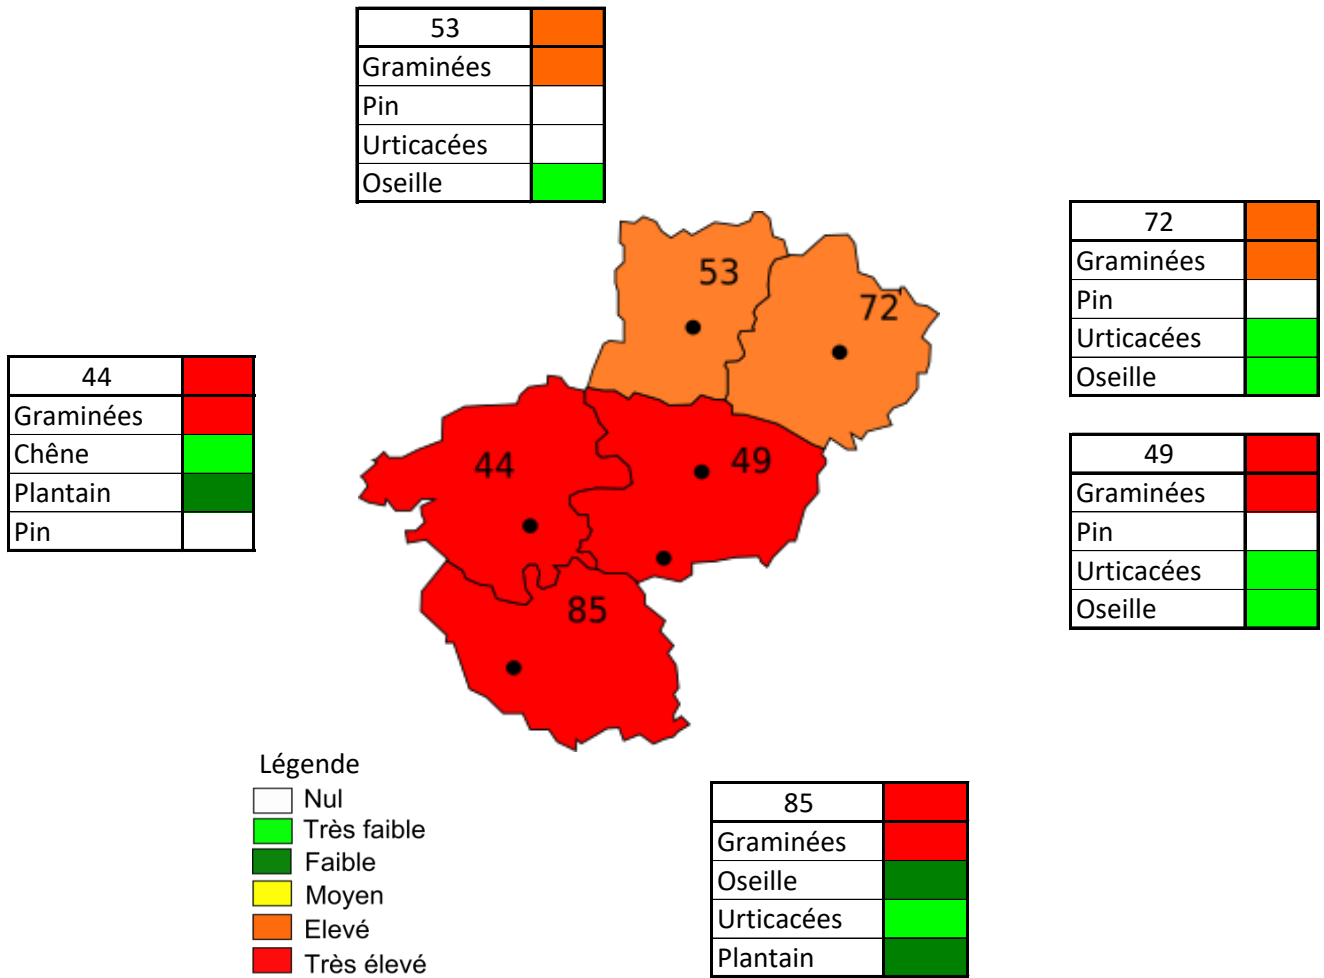 53
Graminées
Pin
Urticacées
Oseille
53
72
44
49
85
72
Graminées
Pin
Urticacées
Oseille
44
Graminées
Chêne
Plantain
Pin
49
Graminées
Pin
Urticacées
Oseille
Légende
Nul
Très faible
Faible
Moyen
Elevé
Très élevé
85
Graminées
Oseille
Urticacées
Plantain